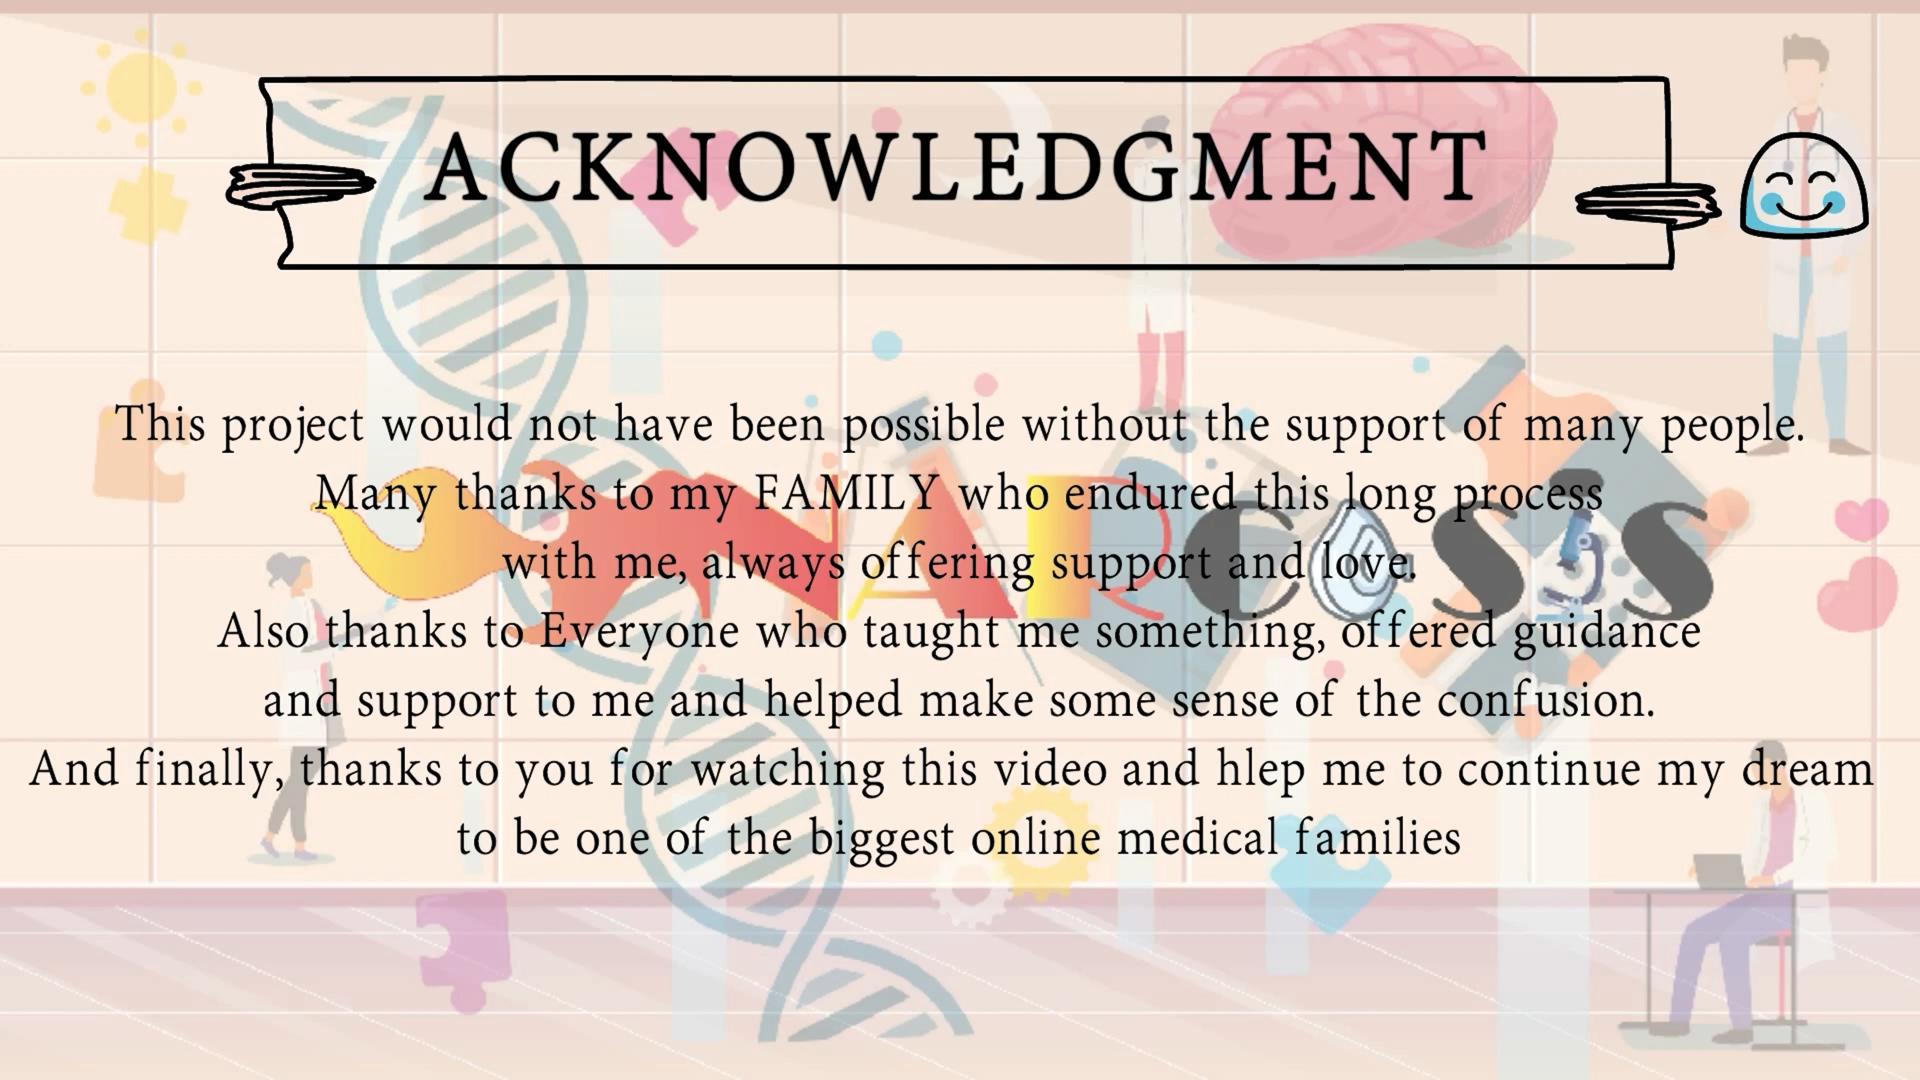 ACKNOWLEDGMENT
This project would not have been possible without the support of many people.
Many thanks to my FAMILY who endured this long process
with me, always offering support and love.
NARCOSIS
Also thanks to Everyone who taught me something, offered guidance
and support to me and helped make some sense of the confusion.
And finally, thanks to you for watching this video and hlep me to continue my dream
to be one of the biggest online medical families